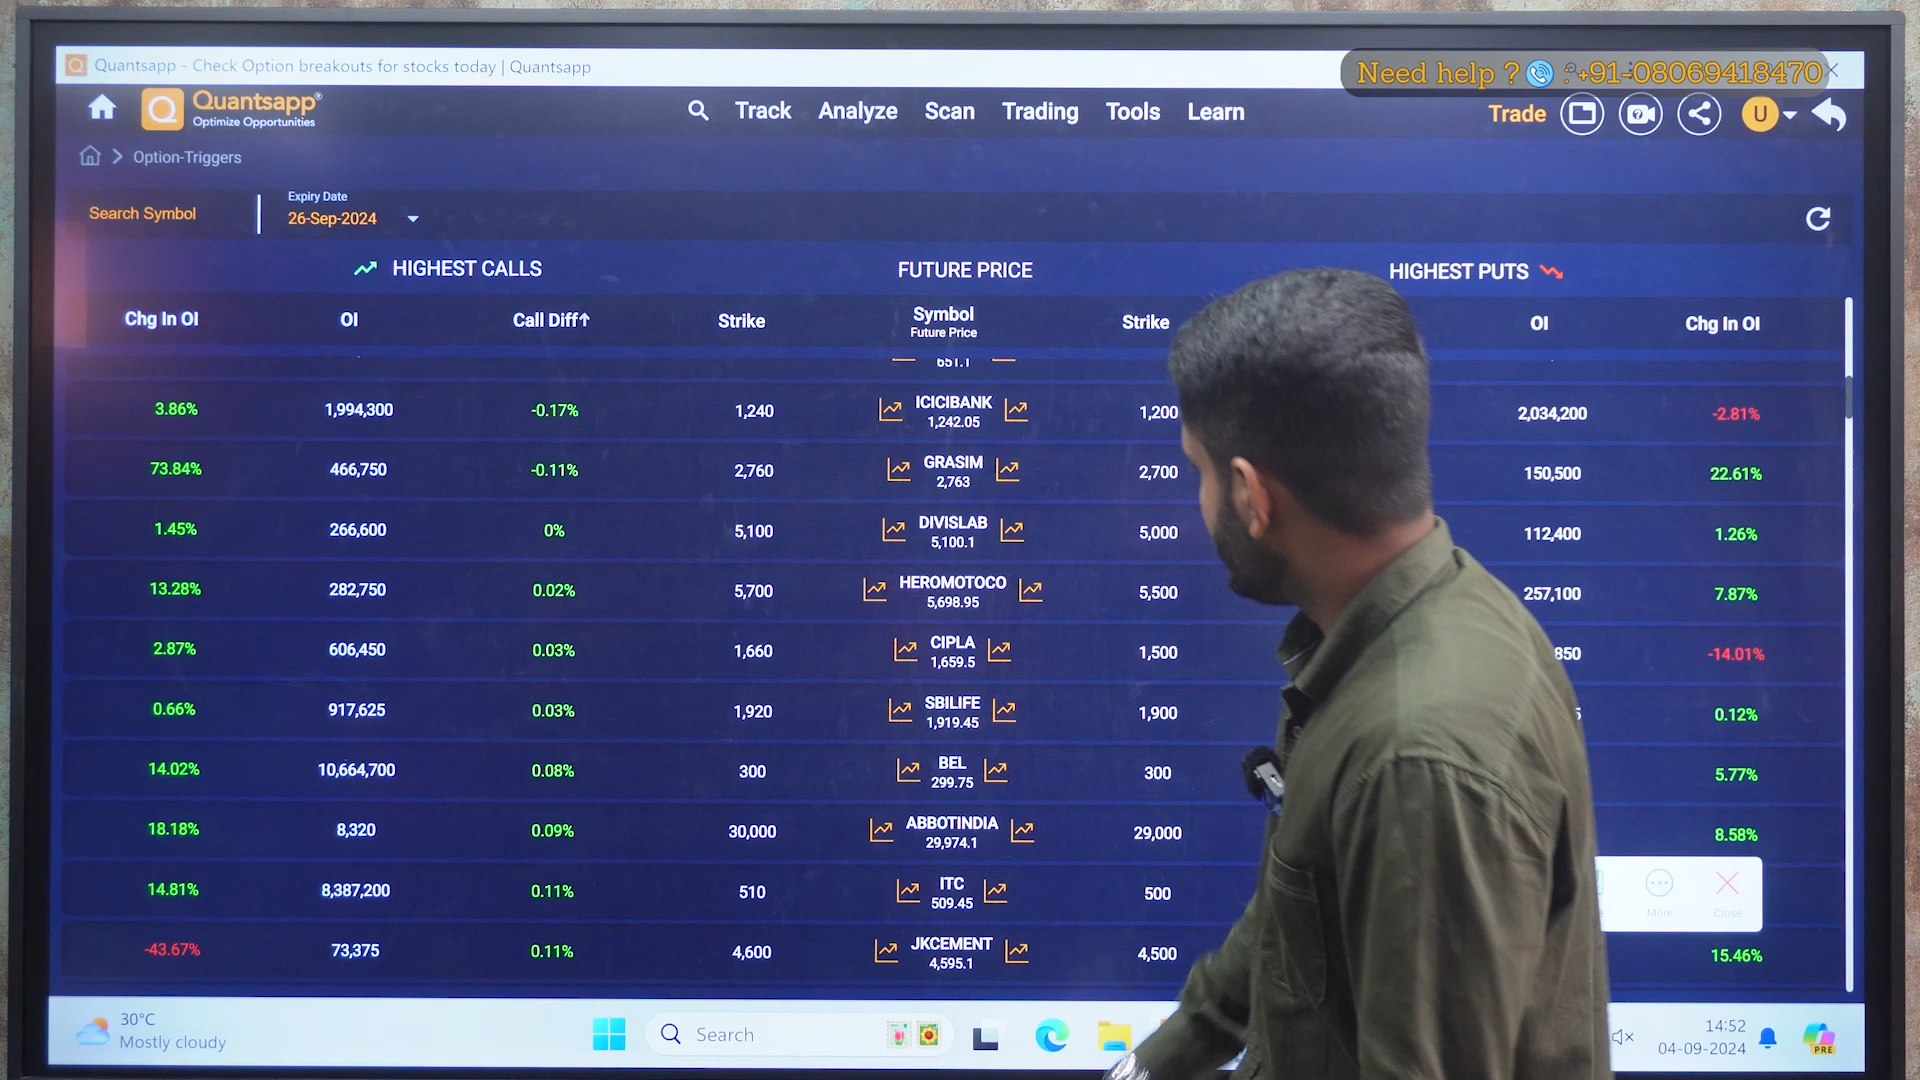 Quantsapp - Check Option breakouts for stocks today | Quantsapp
Need help ? : +91-08069418470
Quantsapp®
Optimize Opportunities
Track Analyze Scan Trading Tools Learn
Trade
U
Option-Triggers
Search Symbol
Expiry Date
26-Sep-2024
HIGHEST CALLS FUTURE PRICE HIGHEST PUTS
Chg In OI OI Call Diff↑ Strike Symbol Strike OI Chg In OI
Future Price
651.1
3.86% 1,994,300 -0.17% 1,240 ICICIBANK 1,200 2,034,200 -2.81%
1,242.05
73.84% 466,750 -0.11% 2,760 GRASIM 2,700 150,500 22.61%
2,763
1.45% 266,600 0% 5,100 DIVISLAB 5,000 112,400 1.26%
5,100.1
13.28% 282,750 0.02% 5,700 HEROMOTOCO 5,500 257,100 7.87%
5,698.95
2.87% 606,450 0.03% 1,660 CIPLA 1,500 850 -14.01%
1,659.5
0.66% 917,625 0.03% 1,920 SBILIFE 1,900 5 0.12%
1,919.45
14.02% 10,664,700 0.08% 300 BEL 300 5.77%
299.75
18.18% 8,320 0.09% 30,000 ABBOTINDIA 29,000 8.58%
29,974.1
14.81% 8,387,200 0.11% 510 ITC 500
509.45
More Close
-43.67% 73,375 0.11% 4,600 JKCEMENT 4,500 15.46%
4,595.1
30°C
Mostly cloudy
Search
14:52
04-09-2024
PRE